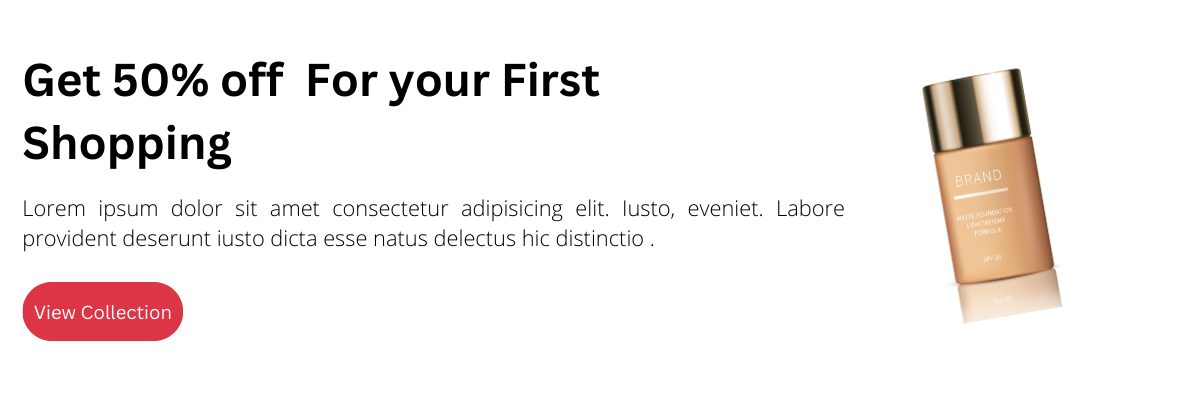 Get 50% off  For your First
Shopping
Lorem ipsum dolor sit amet consectetur adipisicing elit. Iusto, eveniet. Labore
provident deserunt iusto dicta esse natus delectus hic distinctio .
View Collection
BRAND
MATTE FOUNDATION
LIGHTWEIGHT
FORMULA
SPF 20